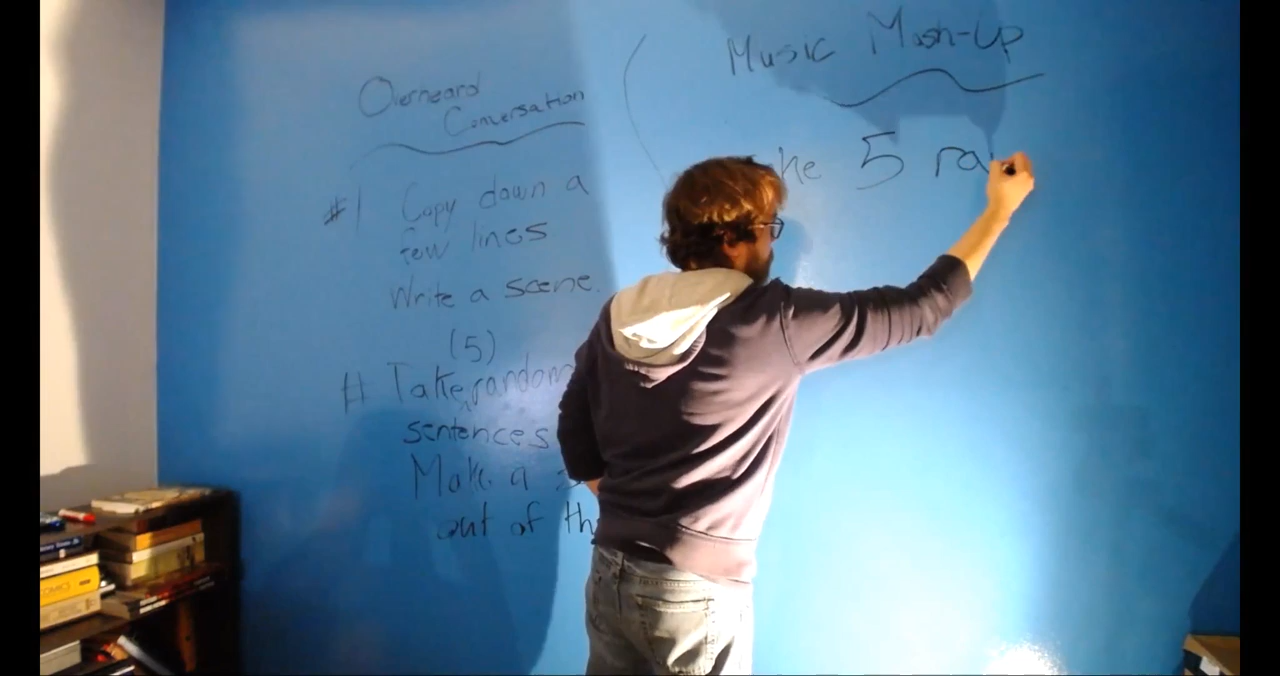 Overheard
Conversation
#1 Copy down a
few lines
Write a scene.
(5)
# Take random
sentences
Make a
out of th
Music Mash-Up
ke 5 ra